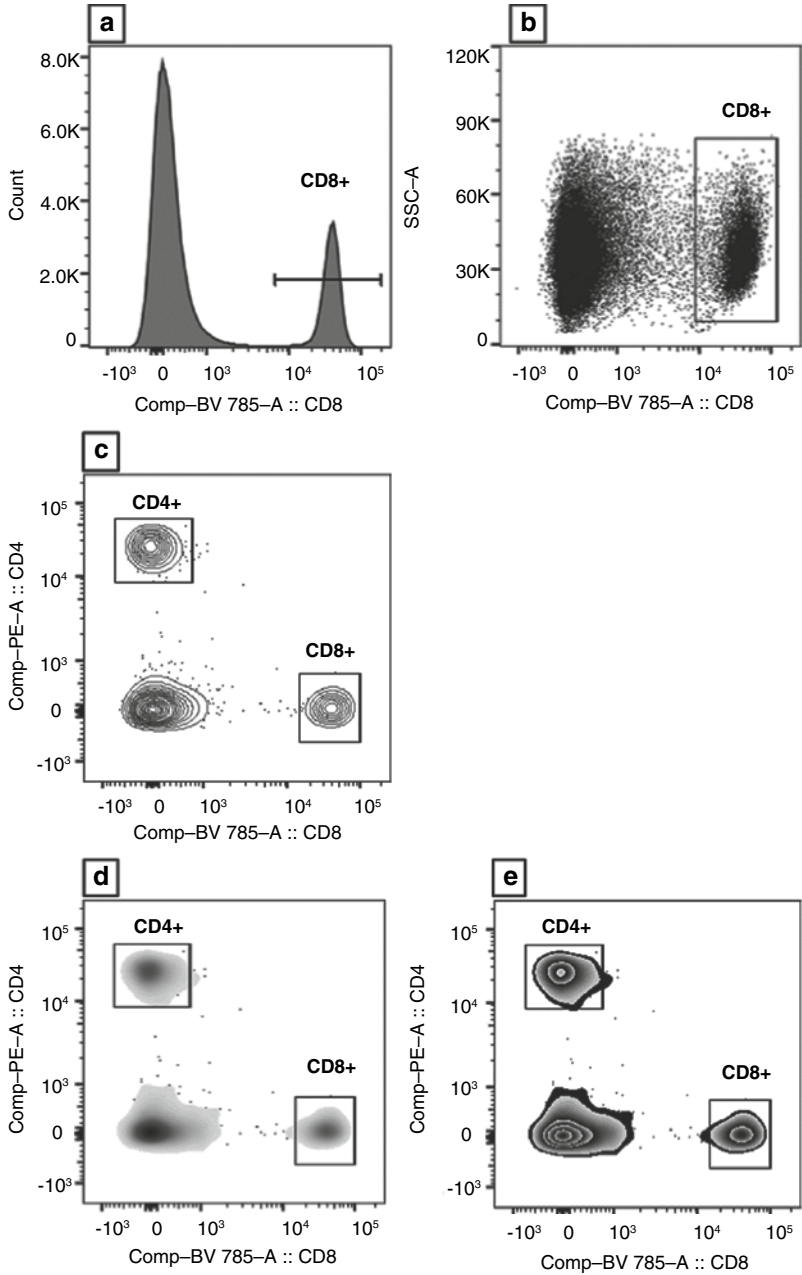 a
8.0K
6.0K
4.0K
2.0K
0
Count
CD8+
-10³ 0 10³ 10⁴ 10⁵
Comp–BV 785–A :: CD8
b
120K
90K
60K
30K
0
SSC–A
CD8+
-10³ 0 10³ 10⁴ 10⁵
Comp–BV 785–A :: CD8
c
10⁵
10⁴
10³
0
-10³
Comp–PE–A :: CD4
CD4+
CD8+
-10³ 0 10³ 10⁴ 10⁵
Comp–BV 785–A :: CD8
d
10⁵
10⁴
10³
0
-10³
Comp–PE–A :: CD4
CD4+
CD8+
-10³ 0 10³ 10⁴ 10⁵
Comp–BV 785–A :: CD8
e
10⁵
10⁴
10³
0
-10³
Comp–PE–A :: CD4
CD4+
CD8+
-10³ 0 10³ 10⁴ 10⁵
Comp–BV 785–A :: CD8